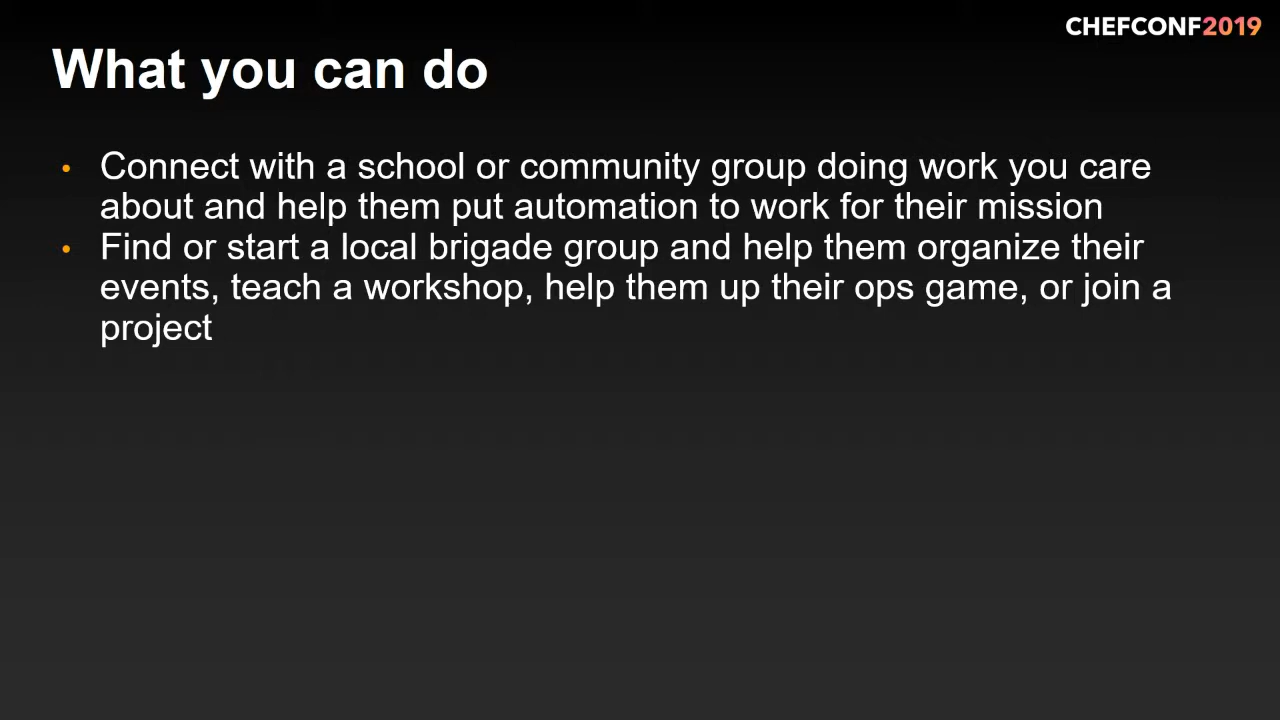 CHEFCONF2019
What you can do
• Connect with a school or community group doing work you care
about and help them put automation to work for their mission
• Find or start a local brigade group and help them organize their
events, teach a workshop, help them up their ops game, or join a
project